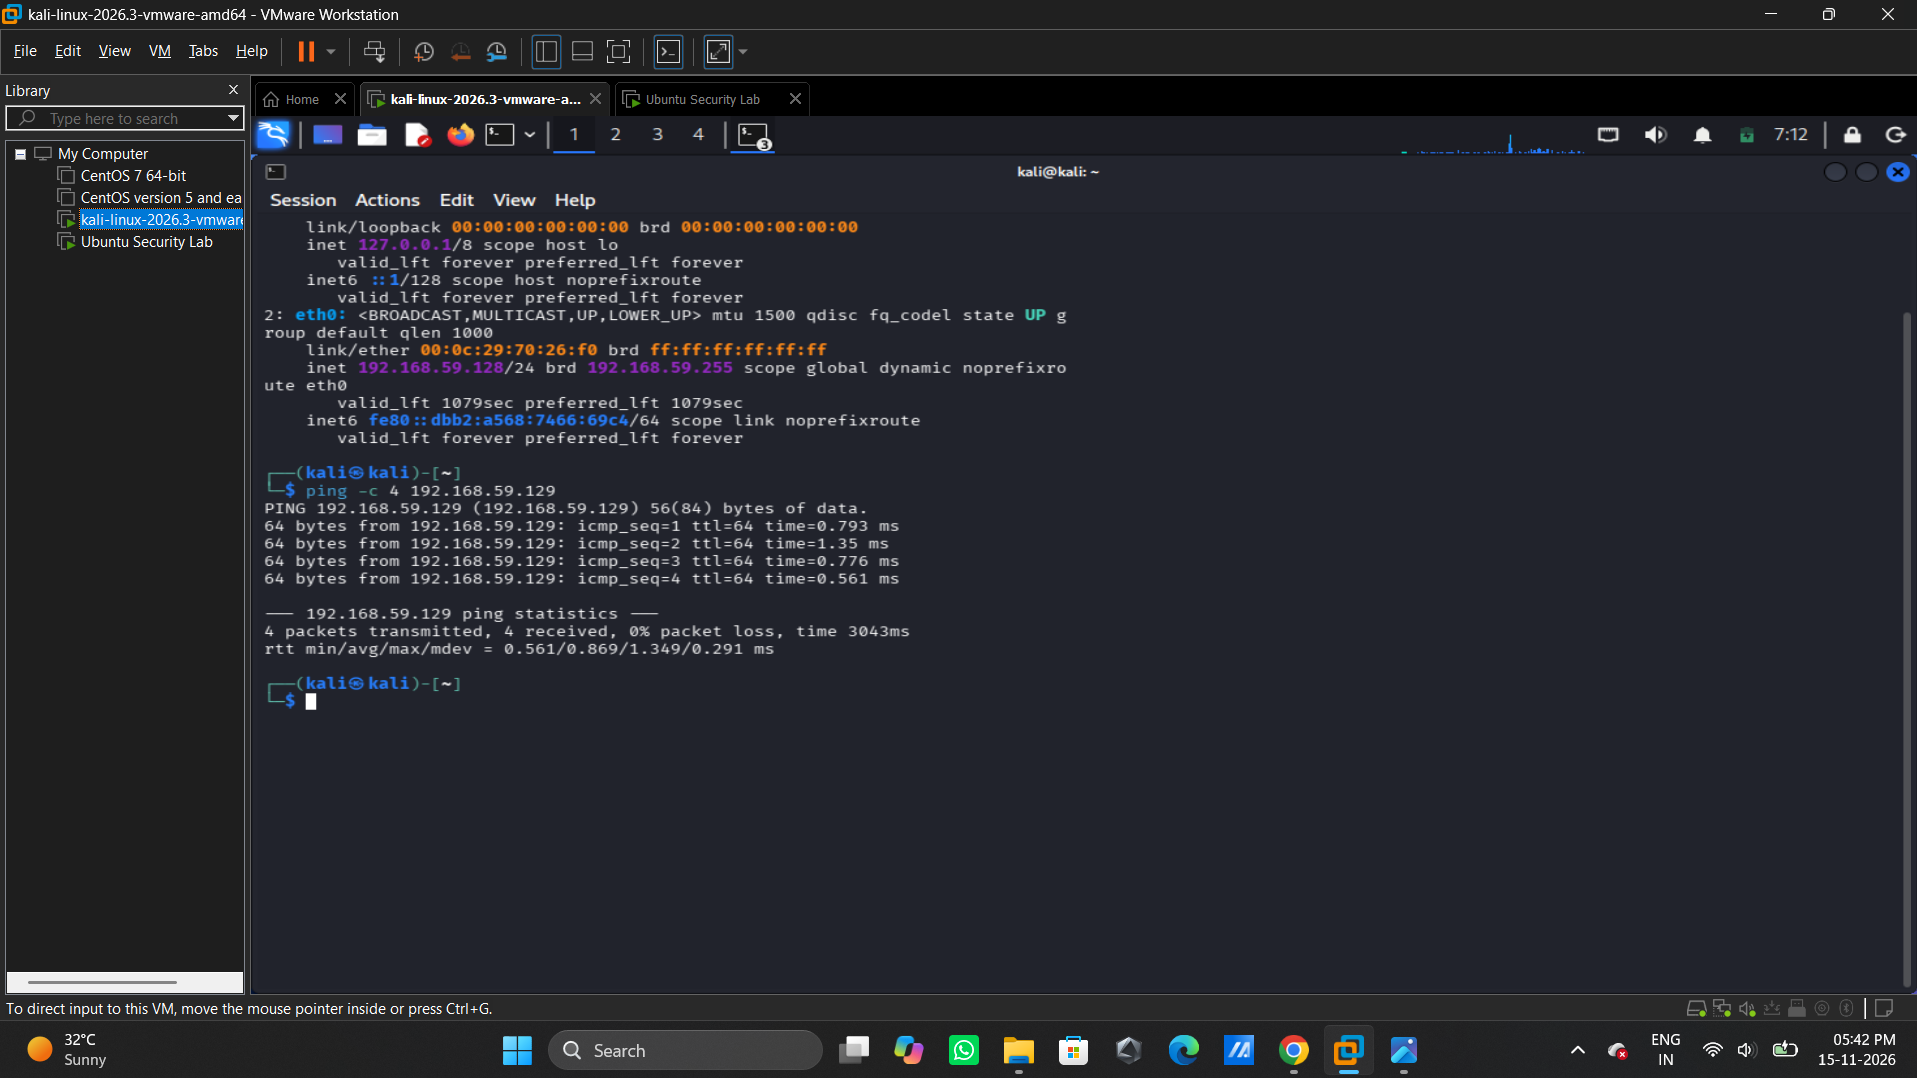 kali-linux-2026.3-vmware-amd64 - VMware Workstation
File Edit View VM Tabs Help
Library
Type here to search
My Computer
CentOS 7 64-bit
CentOS version 5 and ea
kali-linux-2026.3-vmware
Ubuntu Security Lab
Home
kali-linux-2026.3-vmware-a...
Ubuntu Security Lab
1 2 3 4
3
7:12
kali@kali: ~
Session Actions Edit View Help
link/loopback 00:00:00:00:00:00 brd 00:00:00:00:00:00
inet 127.0.0.1/8 scope host lo
valid_lft forever preferred_lft forever
inet6 ::1/128 scope host noprefixroute
valid_lft forever preferred_lft forever
2: eth0: <BROADCAST,MULTICAST,UP,LOWER_UP> mtu 1500 qdisc fq_codel state UP g
roup default qlen 1000
link/ether 00:0c:29:70:26:f0 brd ff:ff:ff:ff:ff:ff
inet 192.168.59.128/24 brd 192.168.59.255 scope global dynamic noprefixro
ute eth0
valid_lft 1079sec preferred_lft 1079sec
inet6 fe80::dbb2:a568:7466:69c4/64 scope link noprefixroute
valid_lft forever preferred_lft forever
┌──(kali㉿kali)-[~]
└─$ ping -c 4 192.168.59.129
PING 192.168.59.129 (192.168.59.129) 56(84) bytes of data.
64 bytes from 192.168.59.129: icmp_seq=1 ttl=64 time=0.793 ms
64 bytes from 192.168.59.129: icmp_seq=2 ttl=64 time=1.35 ms
64 bytes from 192.168.59.129: icmp_seq=3 ttl=64 time=0.776 ms
64 bytes from 192.168.59.129: icmp_seq=4 ttl=64 time=0.561 ms
--- 192.168.59.129 ping statistics ---
4 packets transmitted, 4 received, 0% packet loss, time 3043ms
rtt min/avg/max/mdev = 0.561/0.869/1.349/0.291 ms
┌──(kali㉿kali)-[~]
└─$
To direct input to this VM, move the mouse pointer inside or press Ctrl+G.
32°C
Sunny
Search
ENG
IN
05:42 PM
15-11-2026